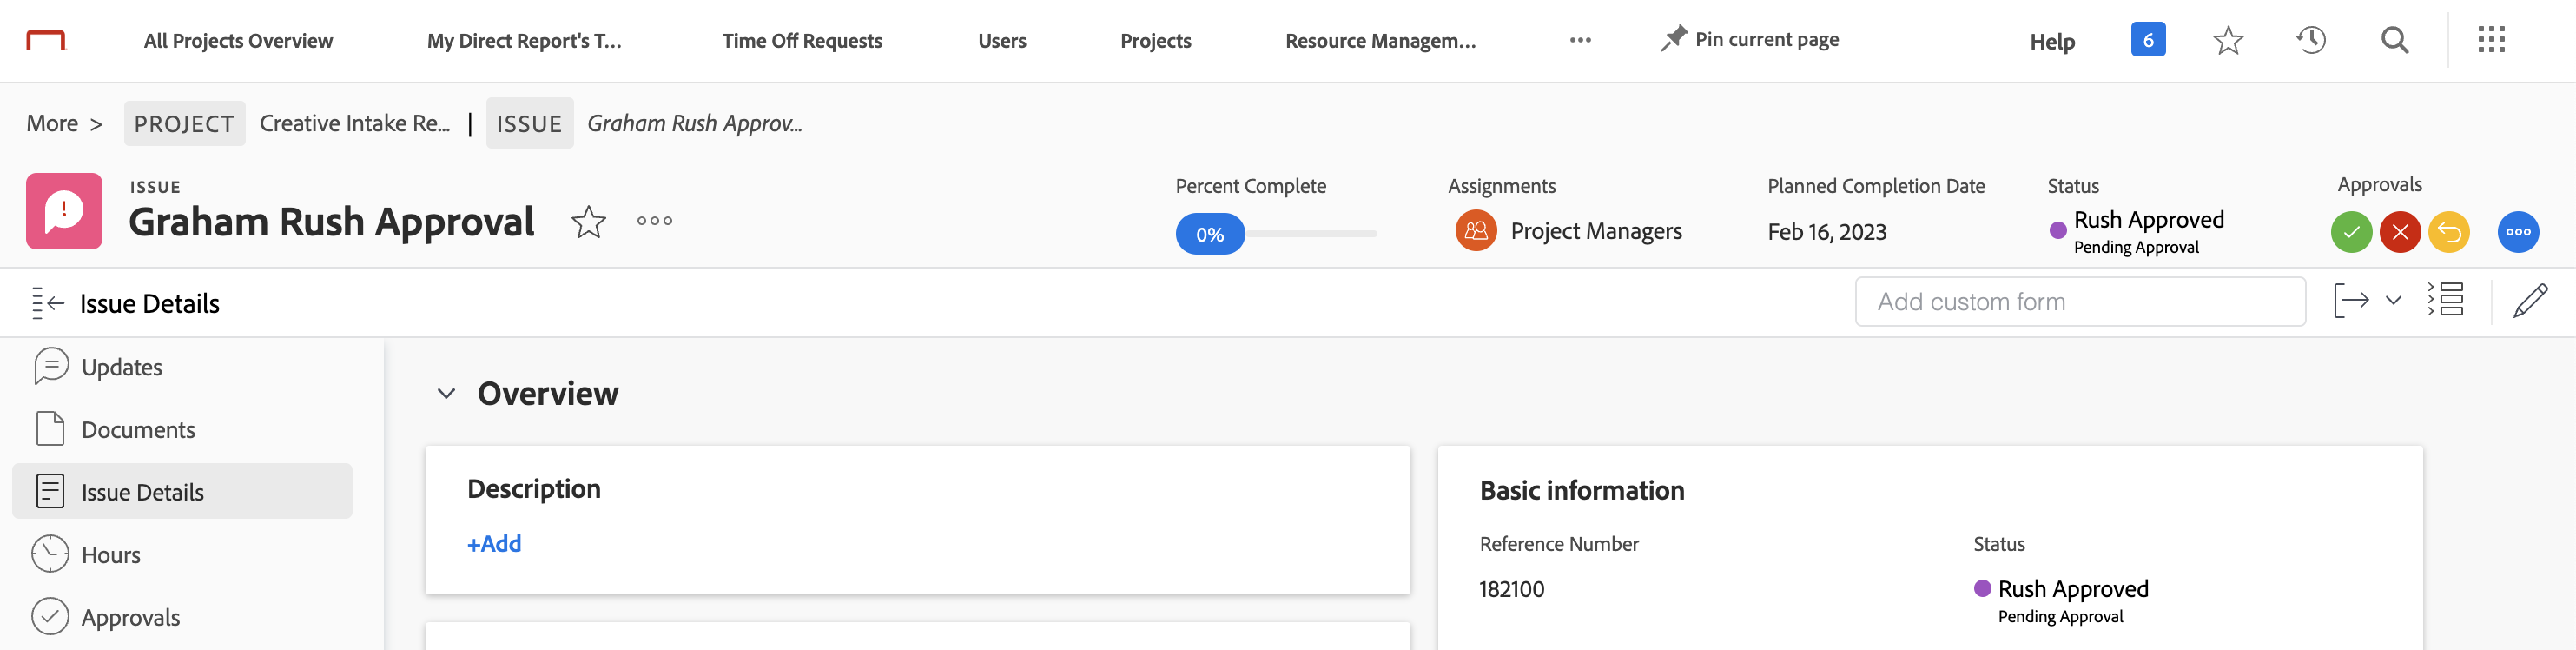 All Projects Overview
My Direct Report's T...
Time Off Requests
Users
Projects
Resource Managem...
Pin current page
Help
6
More >
PROJECT
Creative Intake Re...
|
ISSUE
Graham Rush Approv...
ISSUE
Graham Rush Approval
Percent Complete
0%
Assignments
Project Managers
Planned Completion Date
Feb 16, 2023
Status
Rush Approved
Pending Approval
Approvals
Issue Details
Add custom form
Updates
Documents
Issue Details
Hours
Approvals
Overview
Description
+Add
Basic information
Reference Number
182100
Status
Rush Approved
Pending Approval